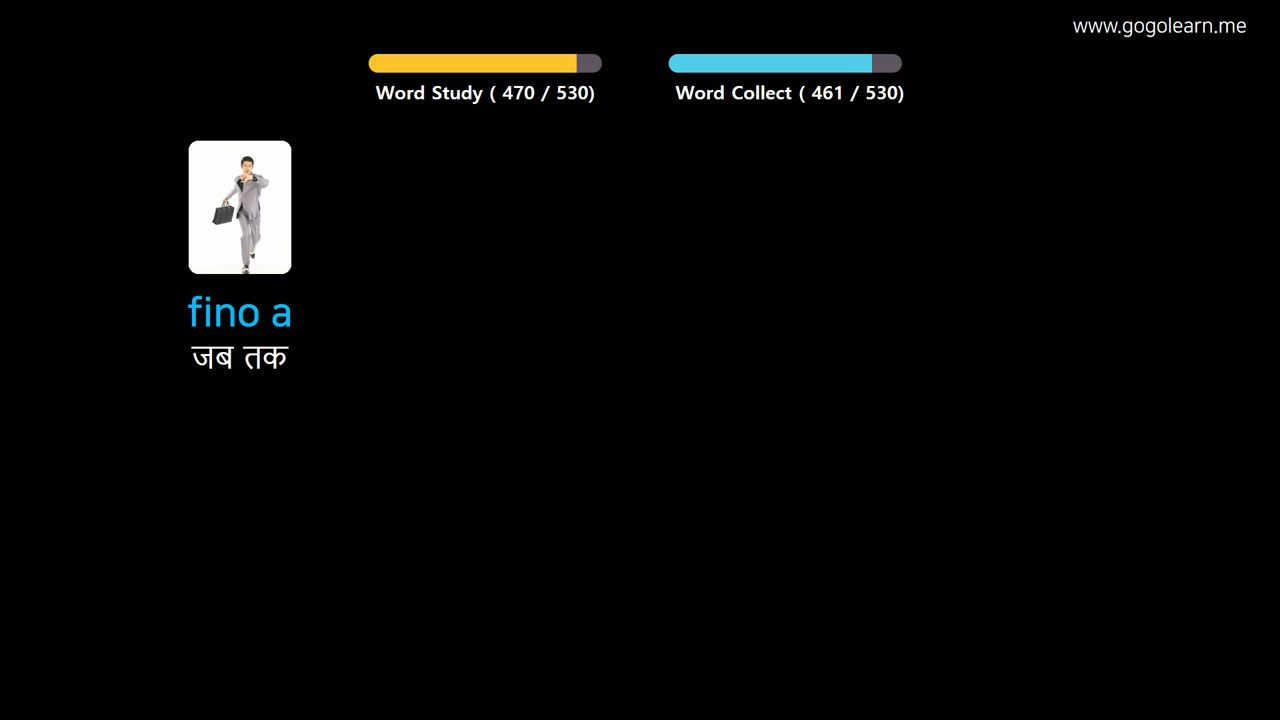 www.gogolearn.me
Word Study ( 470 / 530)
Word Collect ( 461 / 530)
fino a
जब तक